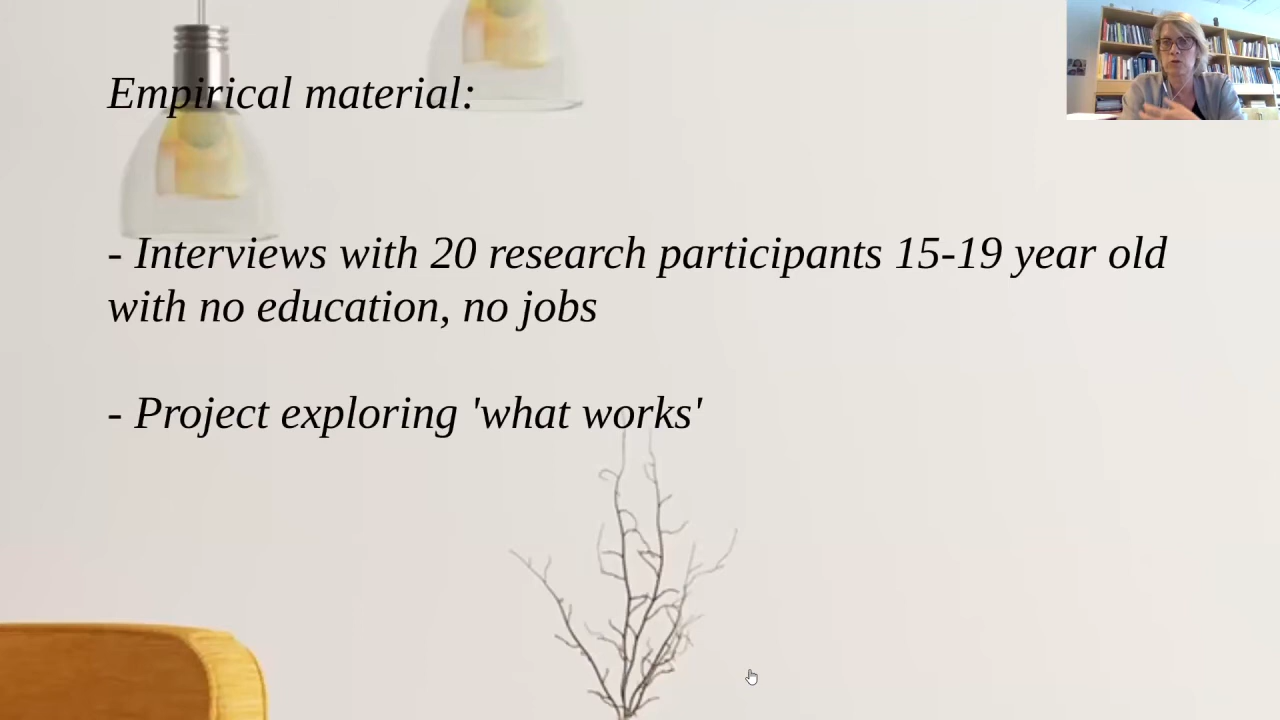 Empirical material:
- Interviews with 20 research participants 15-19 year old
with no education, no jobs
- Project exploring 'what works'